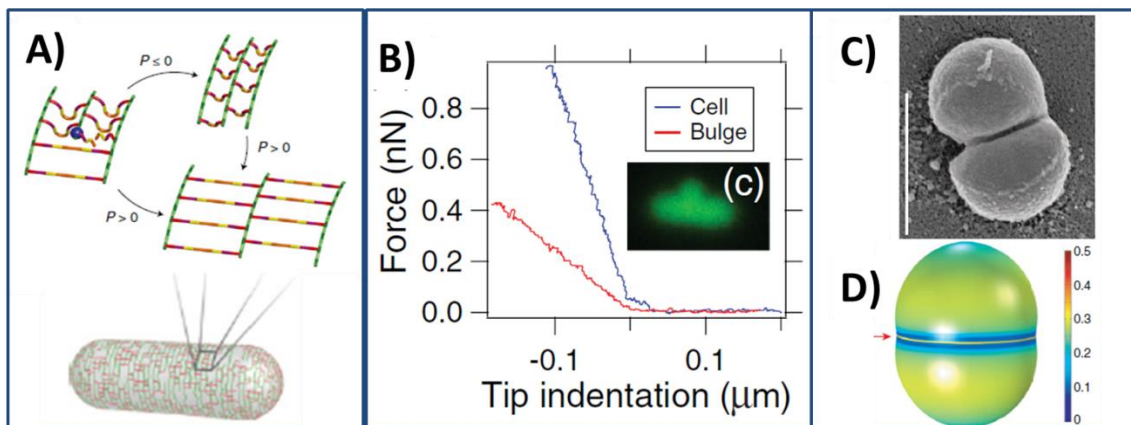 A)
P ≤ 0
P > 0
P > 0
B)
Force (nN)
0.8
0.6
0.4
0.2
0.0
Cell
Bulge
(c)
-0.1
0.1
Tip indentation (μm)
C)
D)
0.5
0.4
0.3
0.2
0.1
0